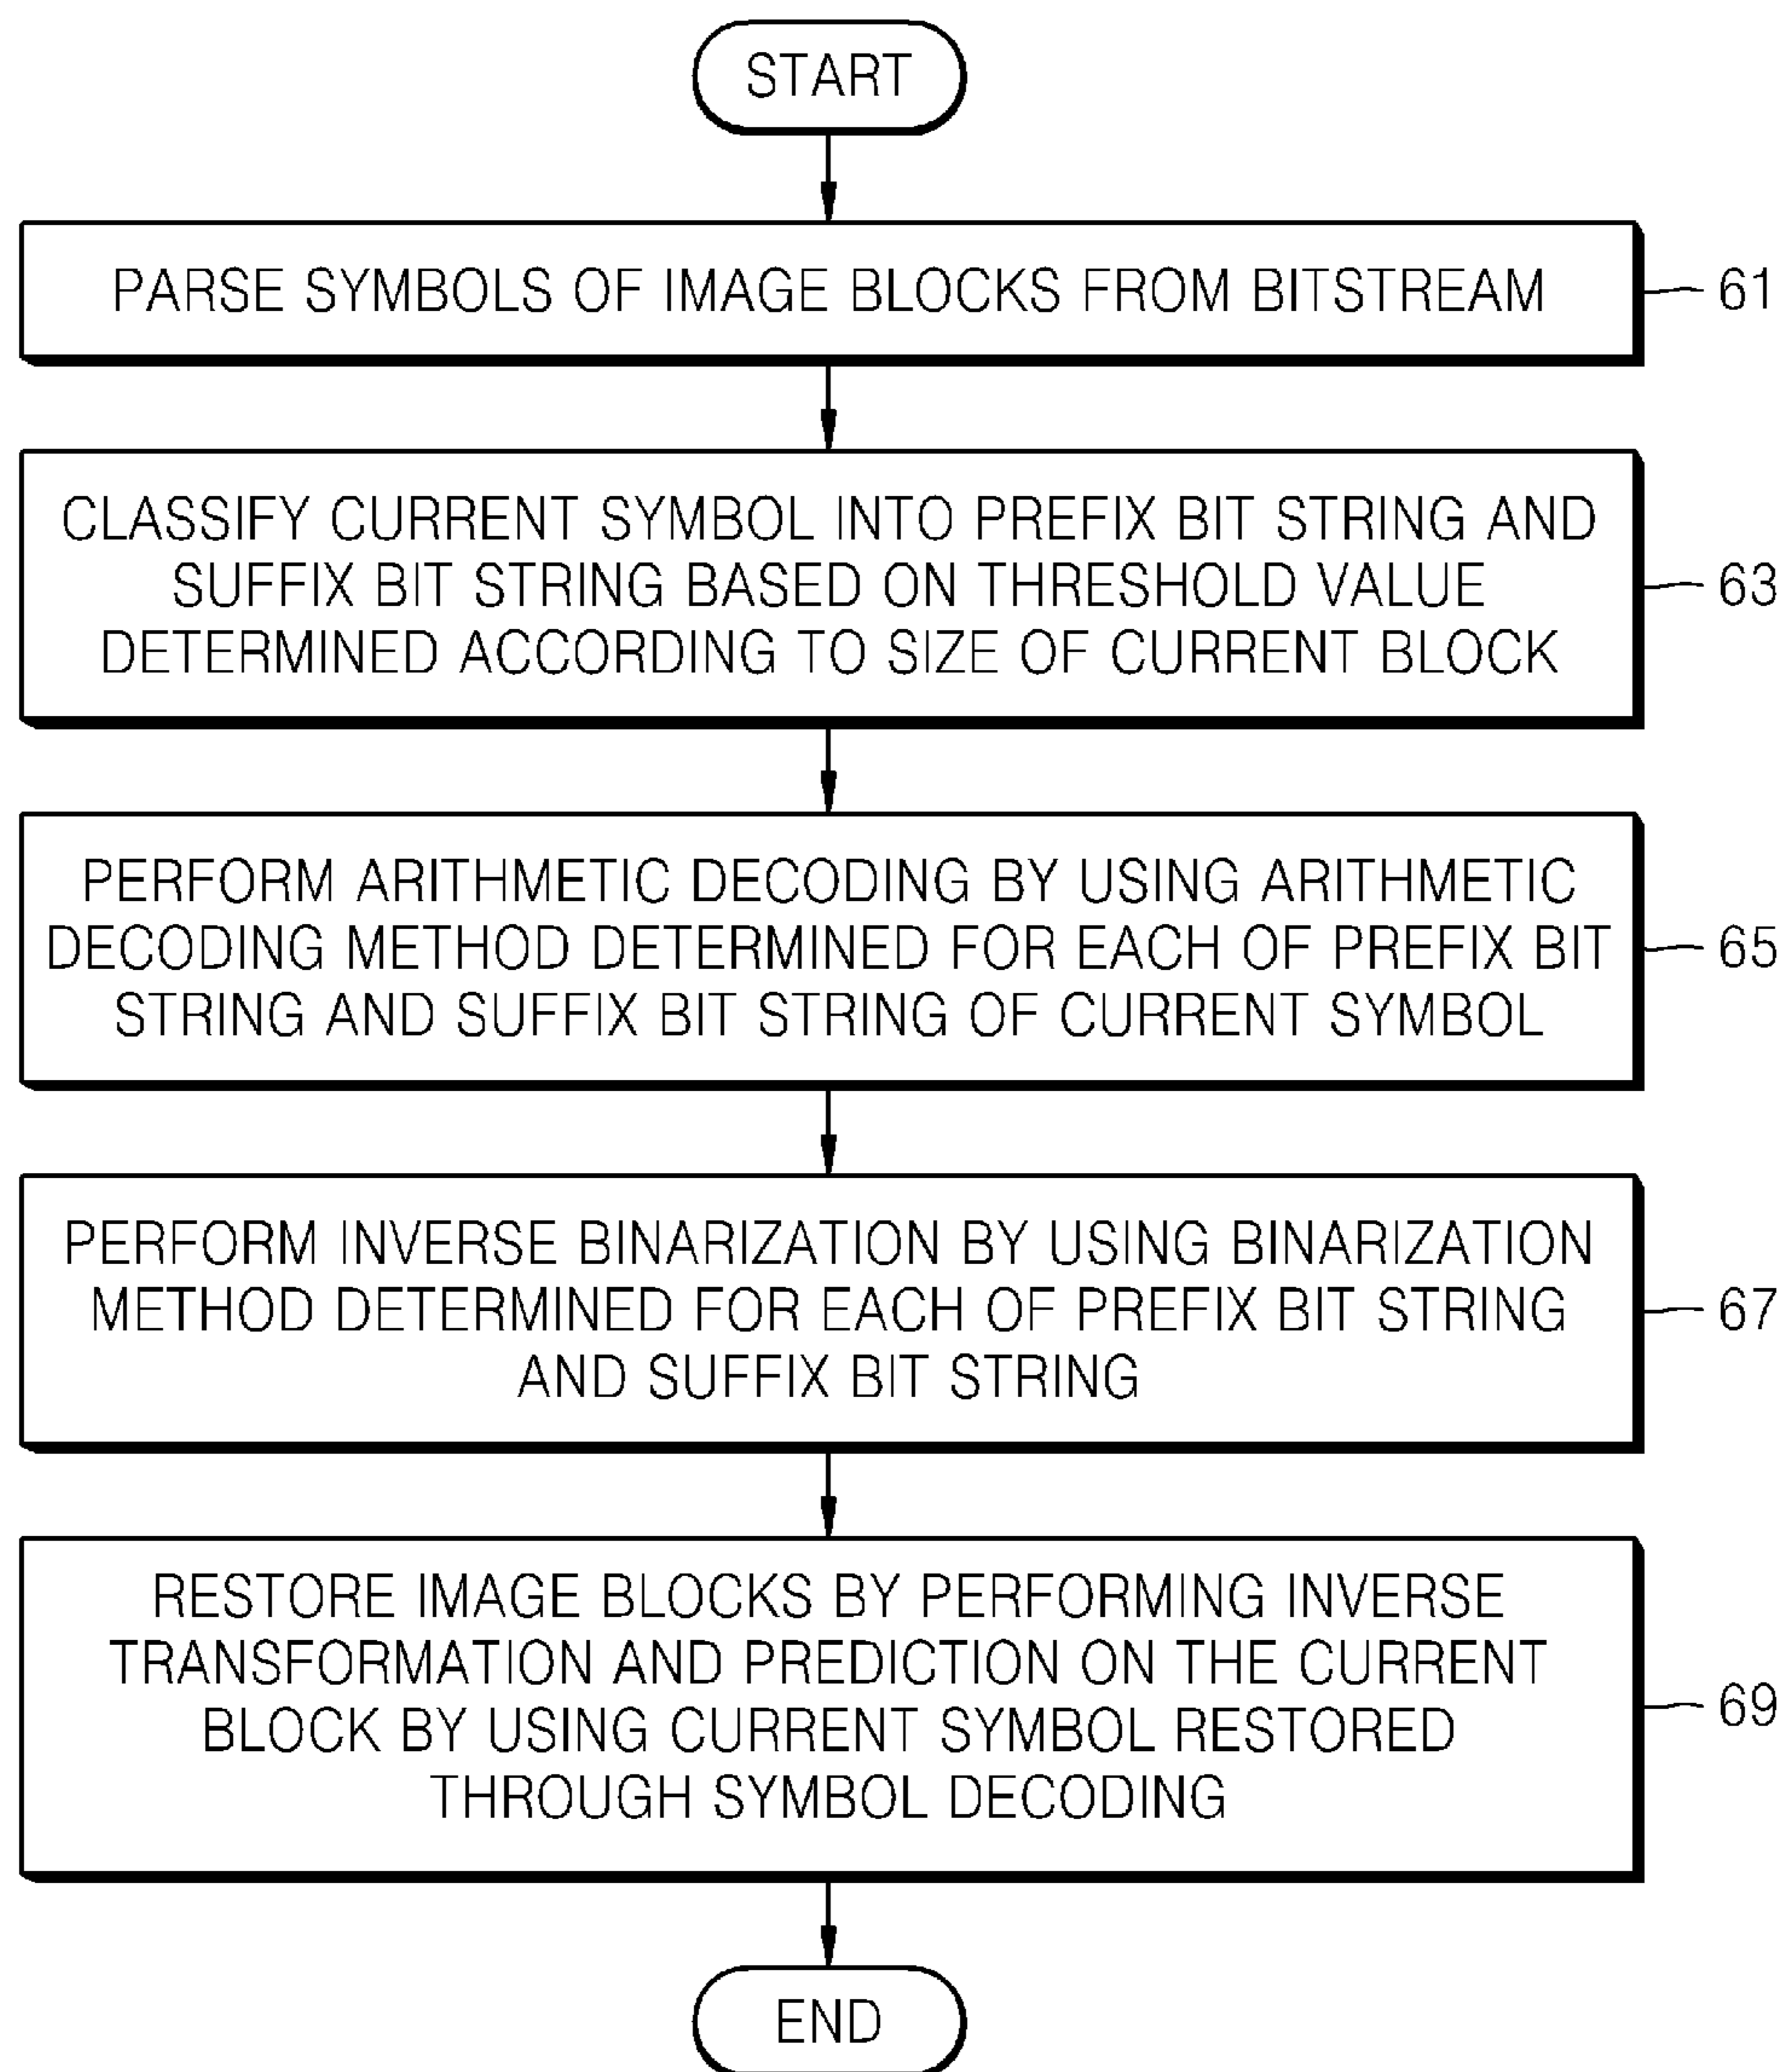 START
PARSE SYMBOLS OF IMAGE BLOCKS FROM BITSTREAM
61
CLASSIFY CURRENT SYMBOL INTO PREFIX BIT STRING AND
SUFFIX BIT STRING BASED ON THRESHOLD VALUE
DETERMINED ACCORDING TO SIZE OF CURRENT BLOCK
63
PERFORM ARITHMETIC DECODING BY USING ARITHMETIC
DECODING METHOD DETERMINED FOR EACH OF PREFIX BIT
STRING AND SUFFIX BIT STRING OF CURRENT SYMBOL
65
PERFORM INVERSE BINARIZATION BY USING BINARIZATION
METHOD DETERMINED FOR EACH OF PREFIX BIT STRING
AND SUFFIX BIT STRING
67
RESTORE IMAGE BLOCKS BY PERFORMING INVERSE
TRANSFORMATION AND PREDICTION ON THE CURRENT
BLOCK BY USING CURRENT SYMBOL RESTORED
THROUGH SYMBOL DECODING
69
END